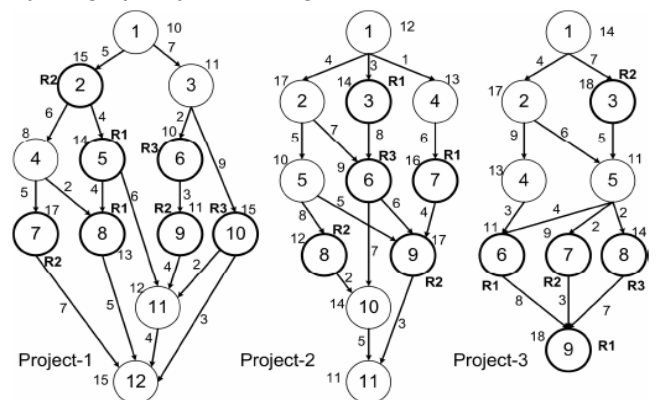 1 10 1 12 1 14
5 7 4 3 1 4 7
15 11 17 14 R1 13 17 18 R2
R2 2 3 2 3 4 2 3
6 4 2 9 5 7 8 6 9 6 5
8 14 R1 10 10 9 R3 16 R1 13 11
4 5 R3 6 5 6 7 4 5
5 2 4 6 3 8 5 6 4 3 4 2 2
17 R1 R2 11 R3 15 12 R2 7 17 11 9 14
7 8 9 10 8 9 6 7 8
R2 13 4 2 2 R2 R1 R2 R3
7 5 12 11 3 14 10 3 8 3 7
4 5 18 9 R1
Project-1 Project-2 Project-3
15 12 11 11